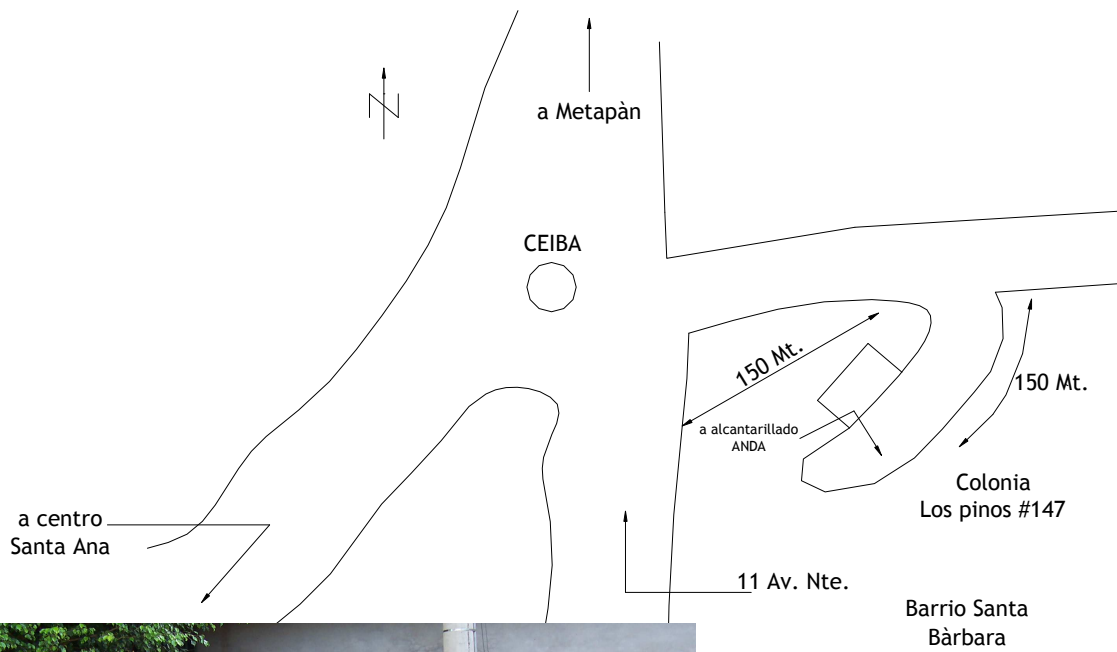 a Metapàn
CEIBA
150 Mt.
150 Mt.
a alcantarillado
ANDA
Colonia
Los pinos #147
a centro
Santa Ana
11 Av. Nte.
Barrio Santa
Bàrbara